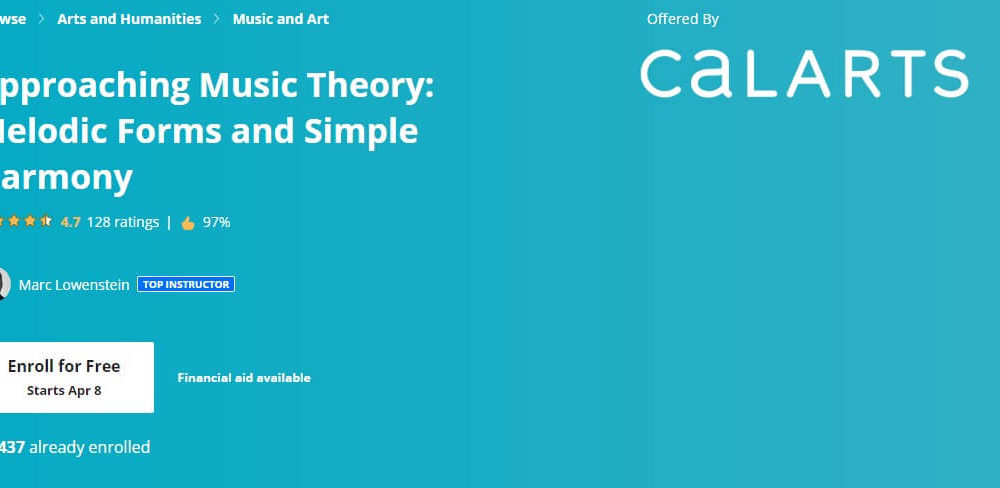 wse > Arts and Humanities > Music and Art
Offered By
CALARTS
pproaching Music Theory:
elodic Forms and Simple
armony
4.7 128 ratings | 97%
Marc Lowenstein TOP INSTRUCTOR
Enroll for Free
Starts Apr 8
Financial aid available
437 already enrolled